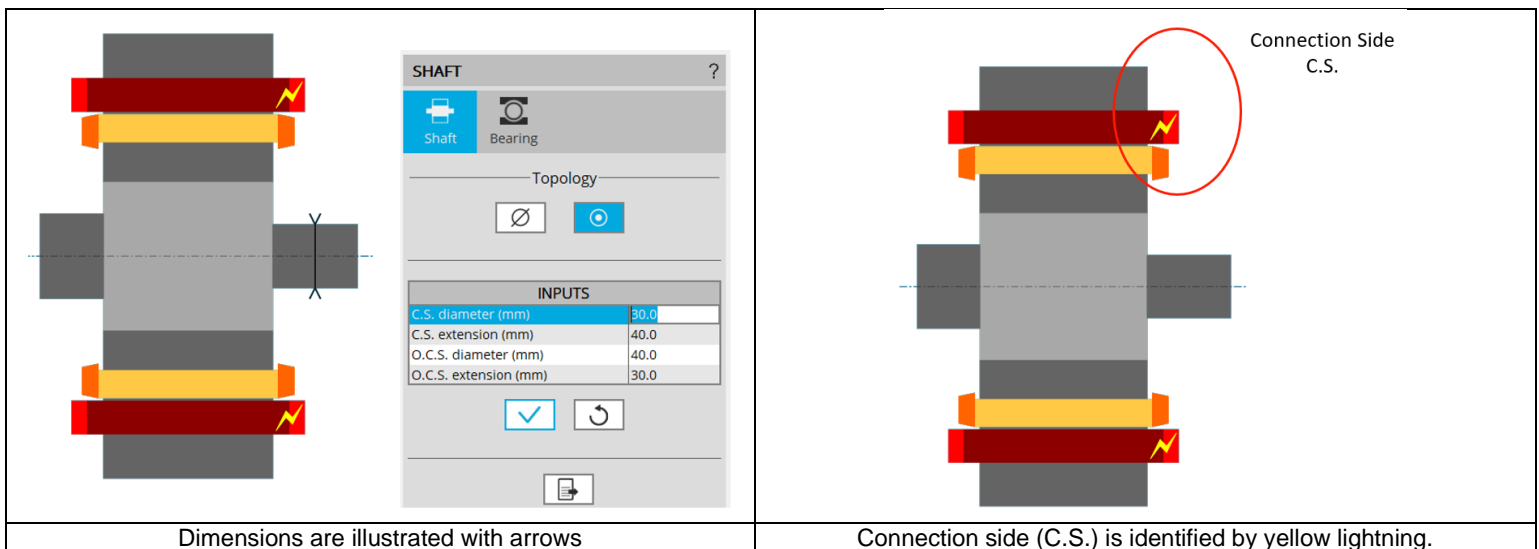 SHAFT ?
Shaft Bearing
Topology
INPUTS
C.S. diameter (mm) 30.0
C.S. extension (mm) 40.0
O.C.S. diameter (mm) 40.0
O.C.S. extension (mm) 30.0
Dimensions are illustrated with arrows
Connection Side
C.S.
Connection side (C.S.) is identified by yellow lightning.